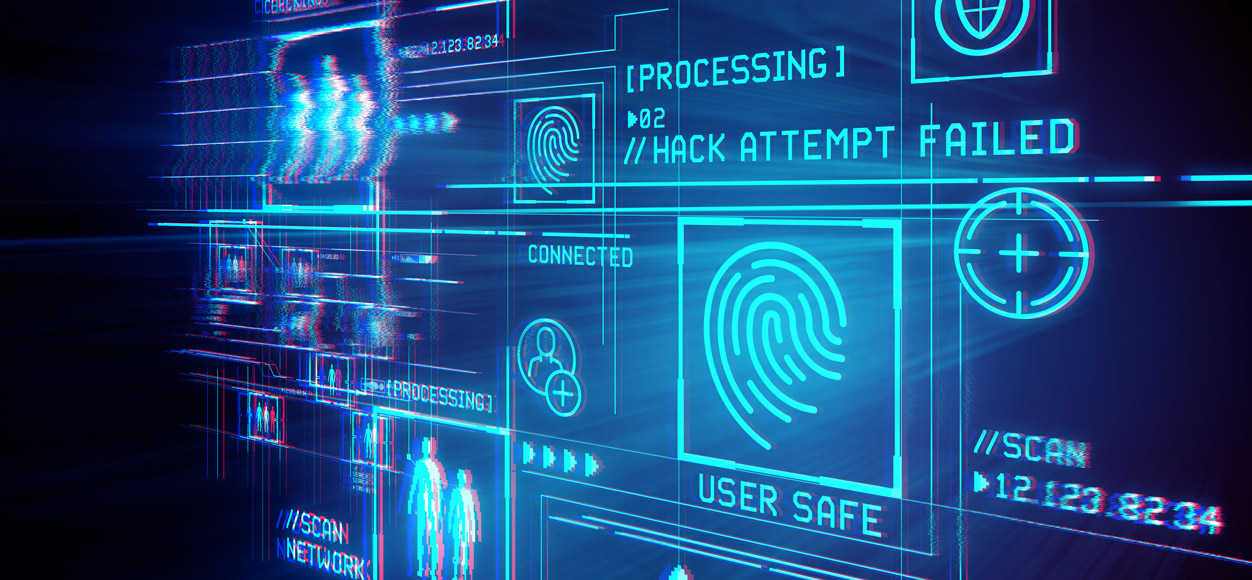 12.123.82.34
[PROCESSING]
02
//HACK ATTEMPT FAILED
CONNECTED
[PROCESSING]
USER SAFE
//SCAN
12.123 82 34
//SCAN
NETWORK